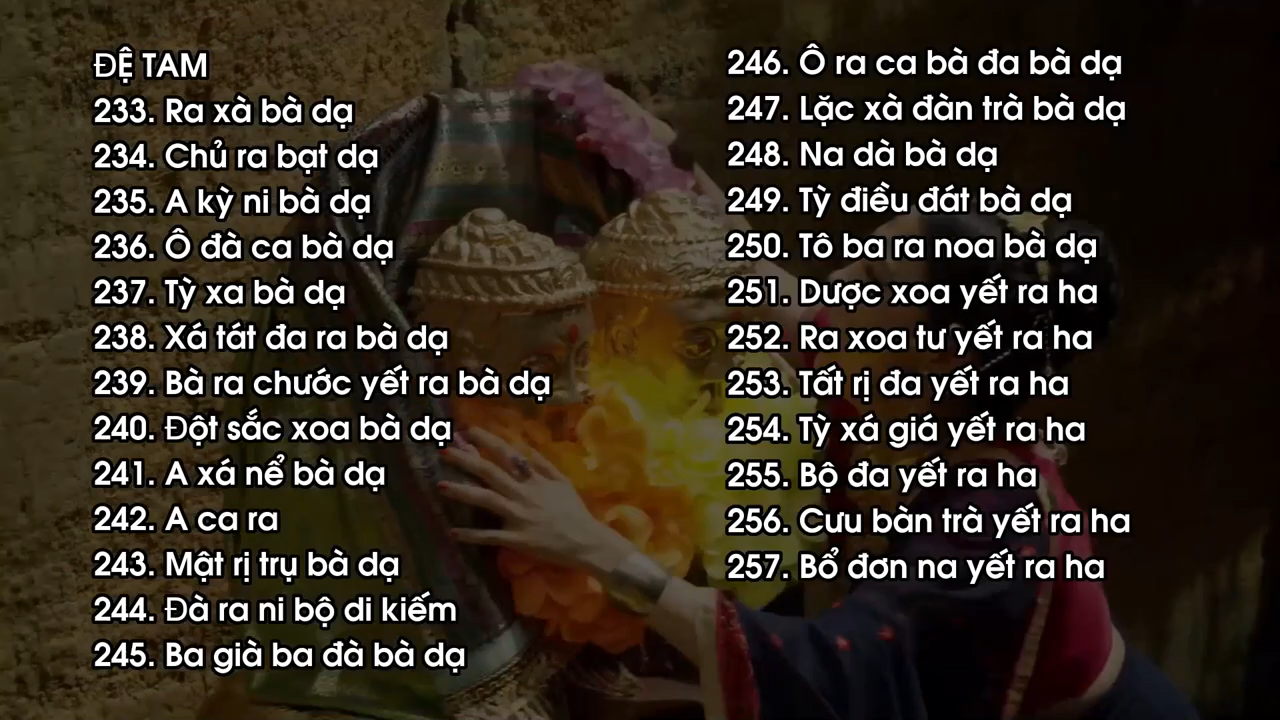 ĐỆ TAM
233. Ra xà bà dạ
234. Chủ ra bạt dạ
235. A kỳ ni bà dạ
236. Ô đà ca bà dạ
237. Tỳ xa bà dạ
238. Xá tát đa ra bà dạ
239. Bà ra chước yết ra bà dạ
240. Đột sắc xoa bà dạ
241. A xá nể bà dạ
242. A ca ra
243. Mật rị trụ bà dạ
244. Đà ra ni bộ di kiếm
245. Ba già ba đà bà dạ
246. Ô ra ca bà đa bà dạ
247. Lặc xà đàn trà bà dạ
248. Na dà bà dạ
249. Tỳ điều đát bà dạ
250. Tô ba ra noa bà dạ
251. Dược xoa yết ra ha
252. Ra xoa tư yết ra ha
253. Tất rị đa yết ra ha
254. Tỳ xá giá yết ra ha
255. Bộ đa yết ra ha
256. Cưu bàn trà yết ra ha
257. Bổ đơn na yết ra ha